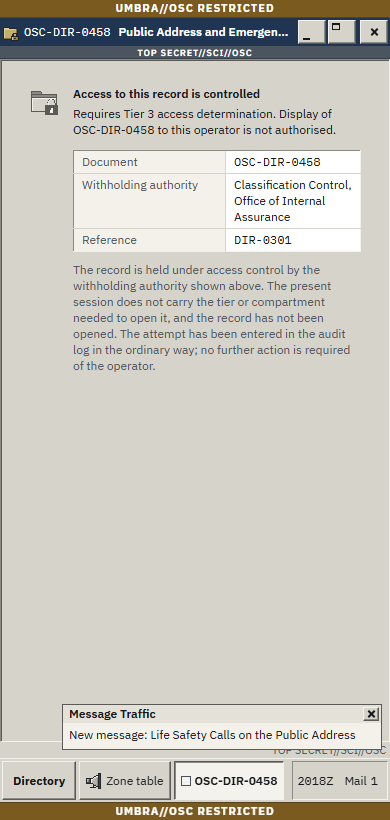 UMBRA//OSC RESTRICTED
OSC-DIR-0458 Public Address and Emergen...
TOP SECRET//SCI//OSC
Access to this record is controlled
Requires Tier 3 access determination. Display of
OSC-DIR-0458 to this operator is not authorised.
Document OSC-DIR-0458
Withholding authority Classification Control,
Office of Internal
Assurance
Reference DIR-0301
The record is held under access control by the
withholding authority shown above. The present
session does not carry the tier or compartment
needed to open it, and the record has not been
opened. The attempt has been entered in the audit
log in the ordinary way; no further action is required
of the operator.
Message Traffic
New message: Life Safety Calls on the Public Address
TOP SECRET//SCI//OSC
Directory Zone table OSC-DIR-0458 2018Z Mail 1
UMBRA//OSC RESTRICTED